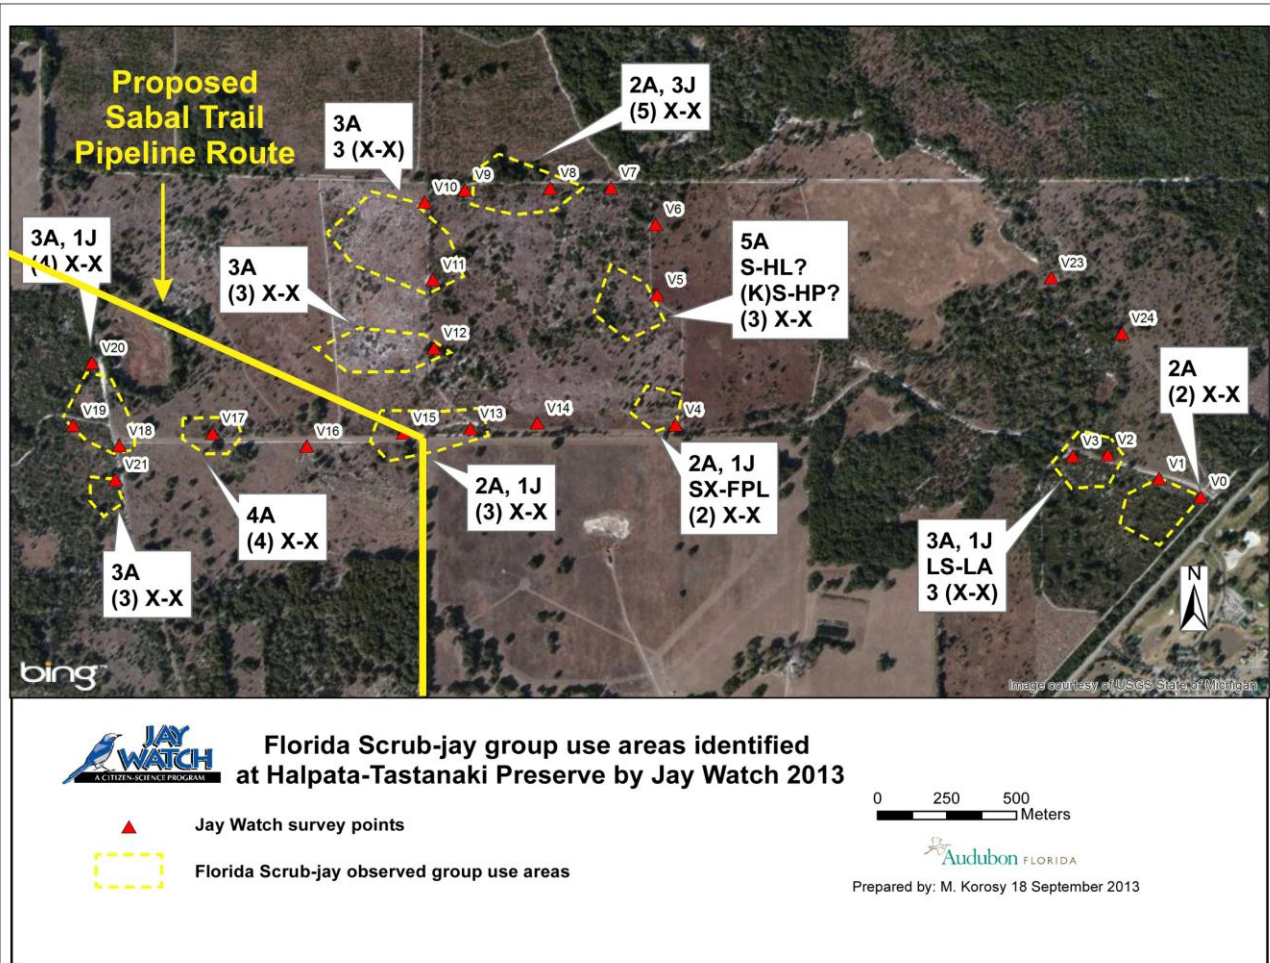 Proposed
Sabal Trail
Pipeline Route
2A, 3J
(5) X-X
3A
3 (X-X)
V10
V9
V8
V7
V6
3A, 1J
(4) X-X
3A
(3) X-X
5A
S-HL?
(K)S-HP?
(3) X-X
V11
V5
V23
V12
V24
V20
2A
(2) X-X
V19
V18
V17
V16
V15
V13
V14
V4
V3
V2
V1
V0
V21
2A, 1J
(3) X-X
2A, 1J
SX-FPL
(2) X-X
4A
(4) X-X
3A, 1J
LS-LA
3 (X-X)
3A
(3) X-X
N
bing
Image courtesy of USGS State of Michigan
JAY
WATCH
A CITIZEN-SCIENCE PROGRAM
Florida Scrub-jay group use areas identified
at Halpata-Tastanaki Preserve by Jay Watch 2013
Jay Watch survey points
Florida Scrub-jay observed group use areas
0 250 500
Meters
Audubon FLORIDA
Prepared by: M. Korosy 18 September 2013